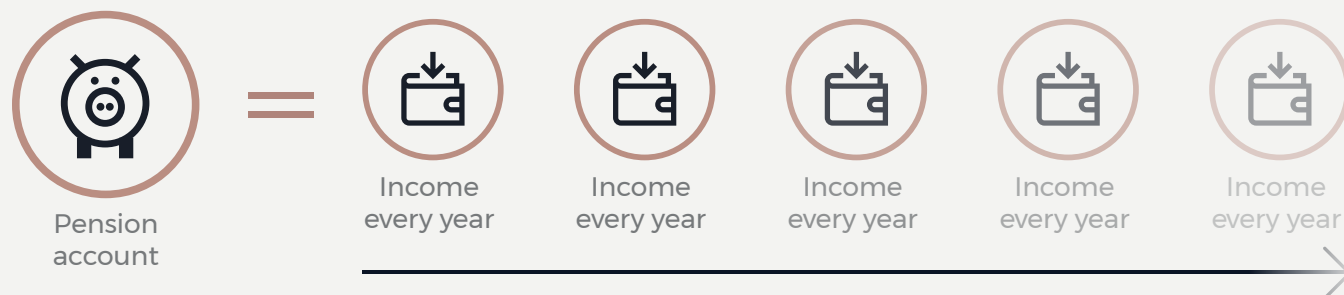 Pension
account
Income
every year
Income
every year
Income
every year
Income
every year
Income
every year